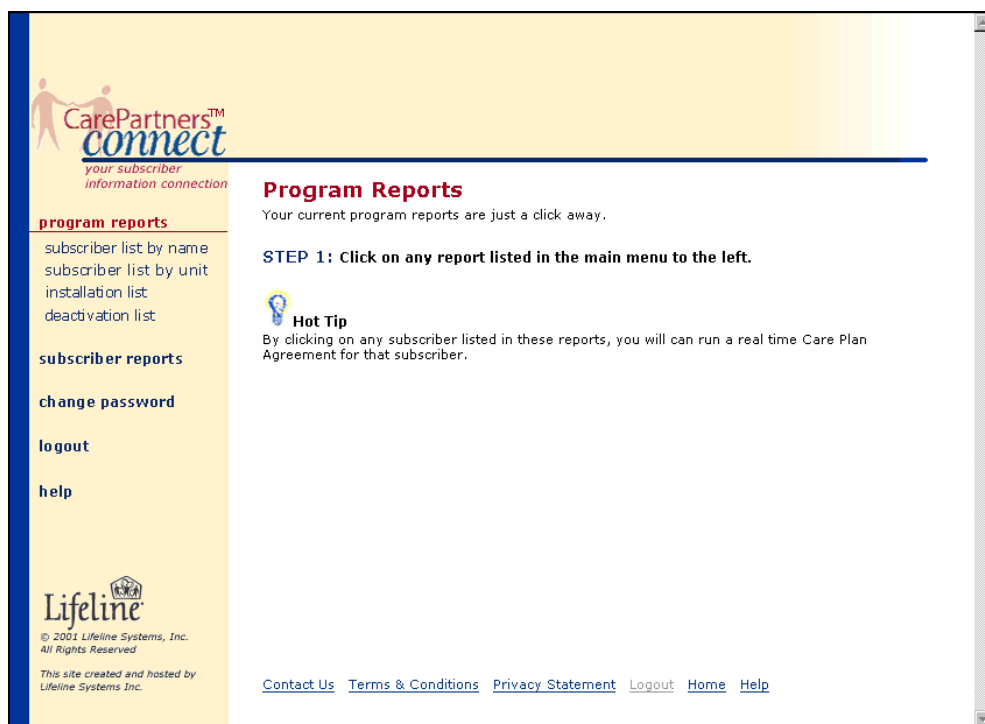 CarePartners™
connect
your subscriber
information connection
program reports
subscriber list by name
subscriber list by unit
installation list
deactivation list
subscriber reports
change password
logout
help
Lifeline
© 2001 Lifeline Systems, Inc.
All Rights Reserved
This site created and hosted by
Lifeline Systems Inc.
Program Reports
Your current program reports are just a click away.
STEP 1: Click on any report listed in the main menu to the left.
Hot Tip
By clicking on any subscriber listed in these reports, you will can run a real time Care Plan
Agreement for that subscriber.
Contact Us Terms & Conditions Privacy Statement Logout Home Help